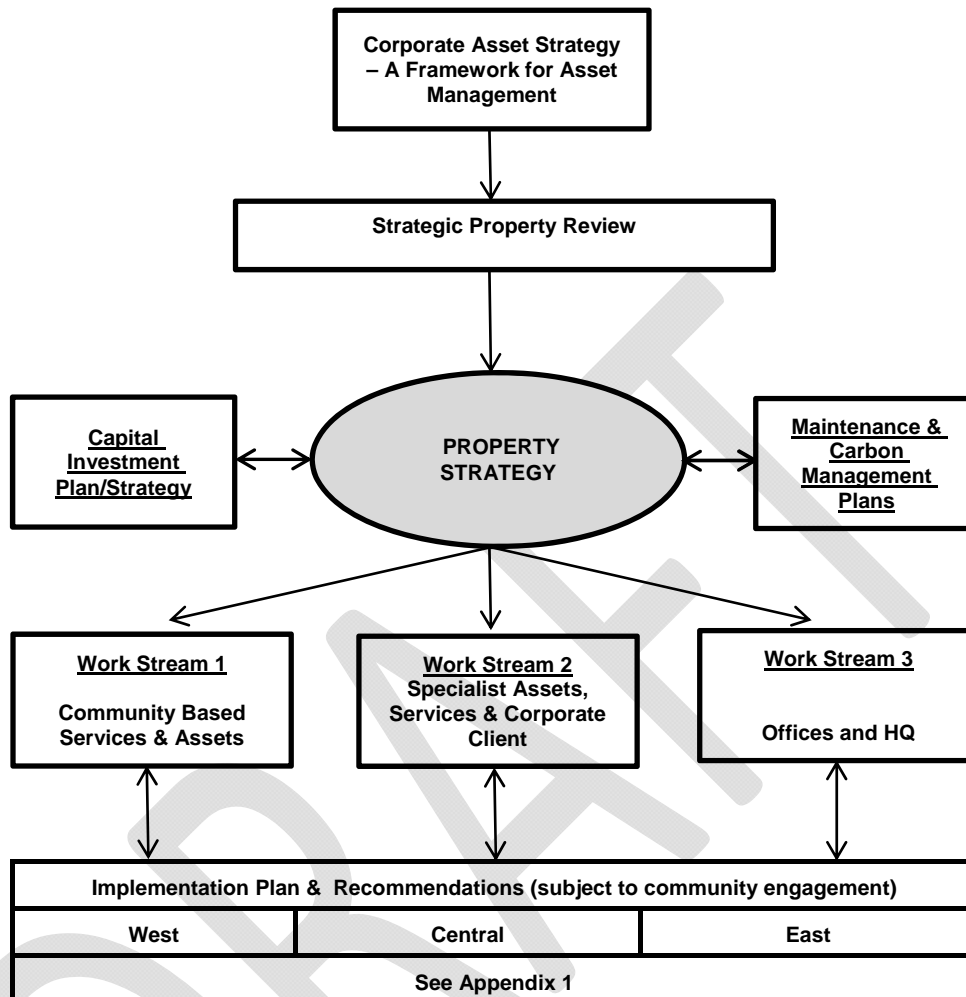 Corporate Asset Strategy
– A Framework for Asset
Management
Strategic Property Review
Capital
Investment
Plan/Strategy
PROPERTY
STRATEGY
Maintenance &
Carbon
Management
Plans
Work Stream 1
Community Based
Services & Assets
Work Stream 2
Specialist Assets,
Services & Corporate
Client
Work Stream 3
Offices and HQ
Implementation Plan & Recommendations (subject to community engagement)
West
Central
East
See Appendix 1
DRAFT